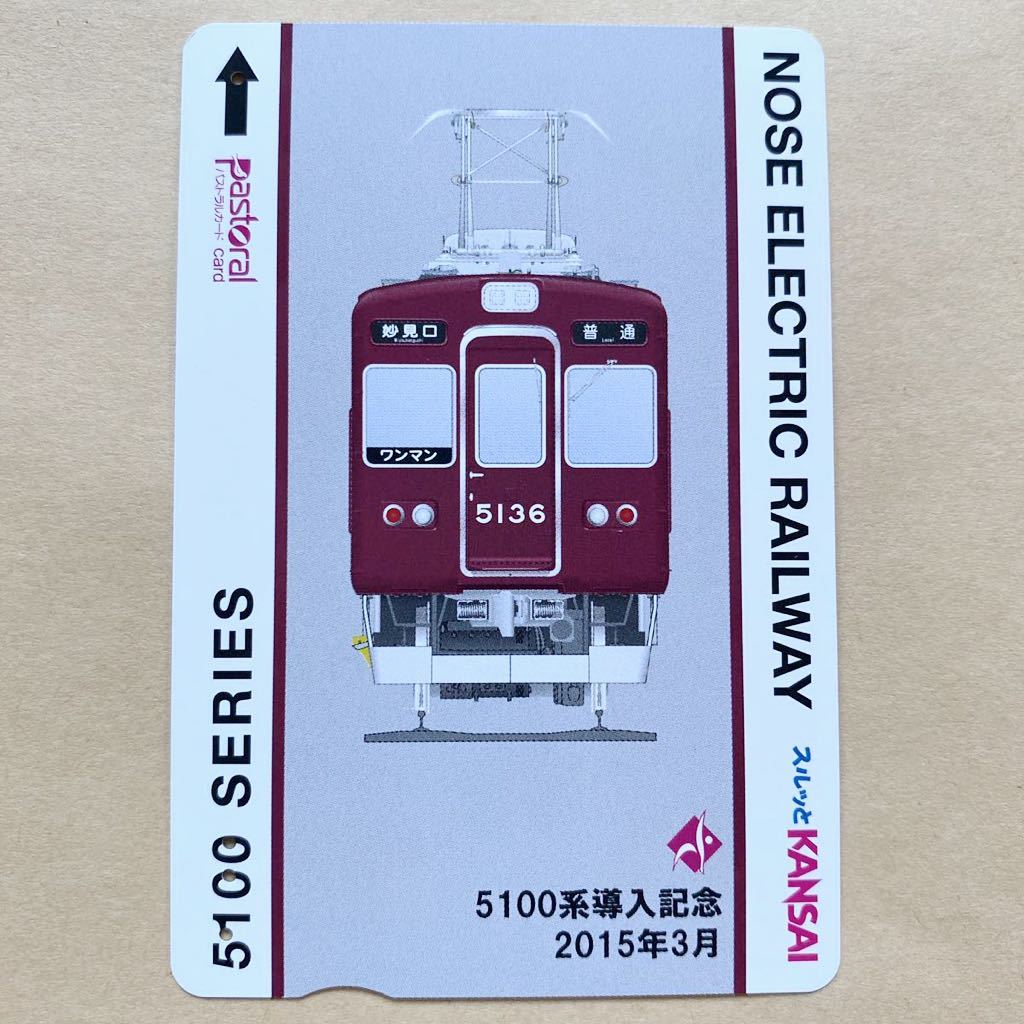 NOSE ELECTRIC RAILWAY
スルッと KANSAI
Pastoral
パストラルカード card
5100 SERIES
妙見口
普通
Local
ワンマン
5136
5100系導入記念
2015年3月